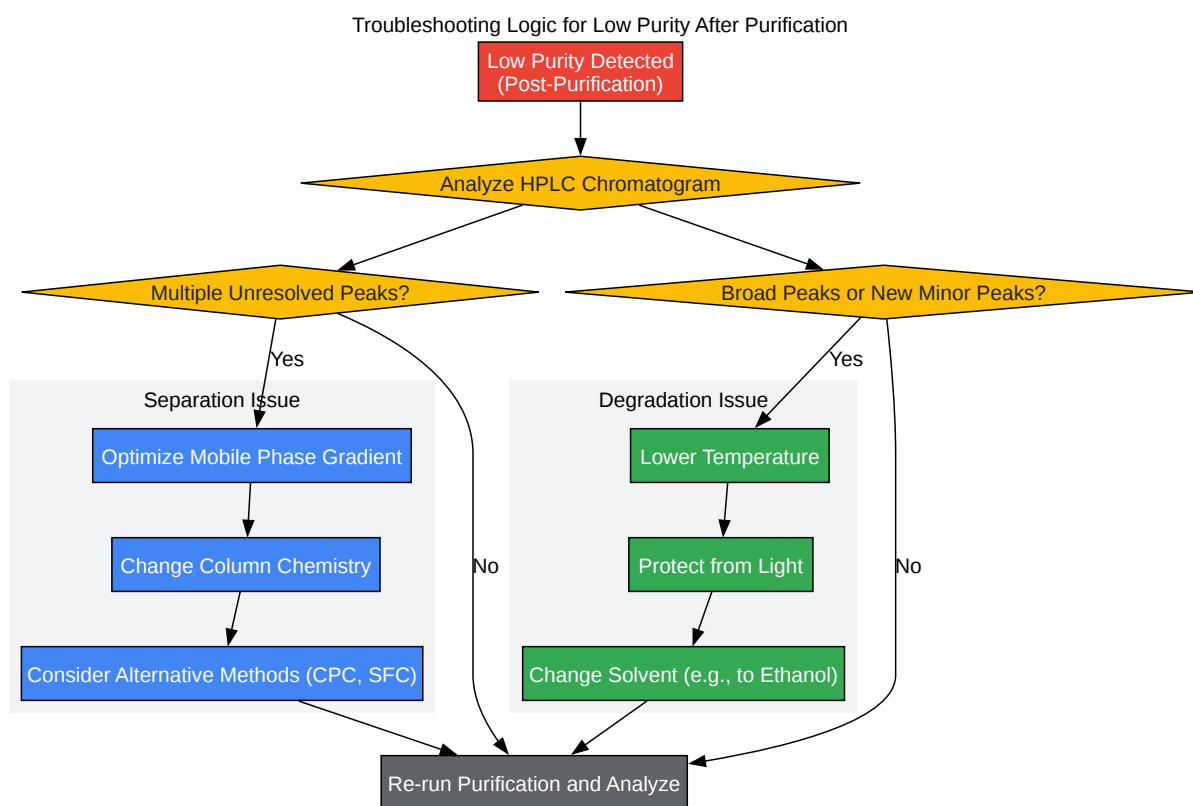 Troubleshooting Logic for Low Purity After Purification
Low Purity Detected
(Post-Purification)
Analyze HPLC Chromatogram
Multiple Unresolved Peaks?
Broad Peaks or New Minor Peaks?
Yes
Yes
Separation Issue
Degradation Issue
Optimize Mobile Phase Gradient
Lower Temperature
Change Column Chemistry
No
Protect from Light
No
Consider Alternative Methods (CPC, SFC)
Change Solvent (e.g., to Ethanol)
Re-run Purification and Analyze